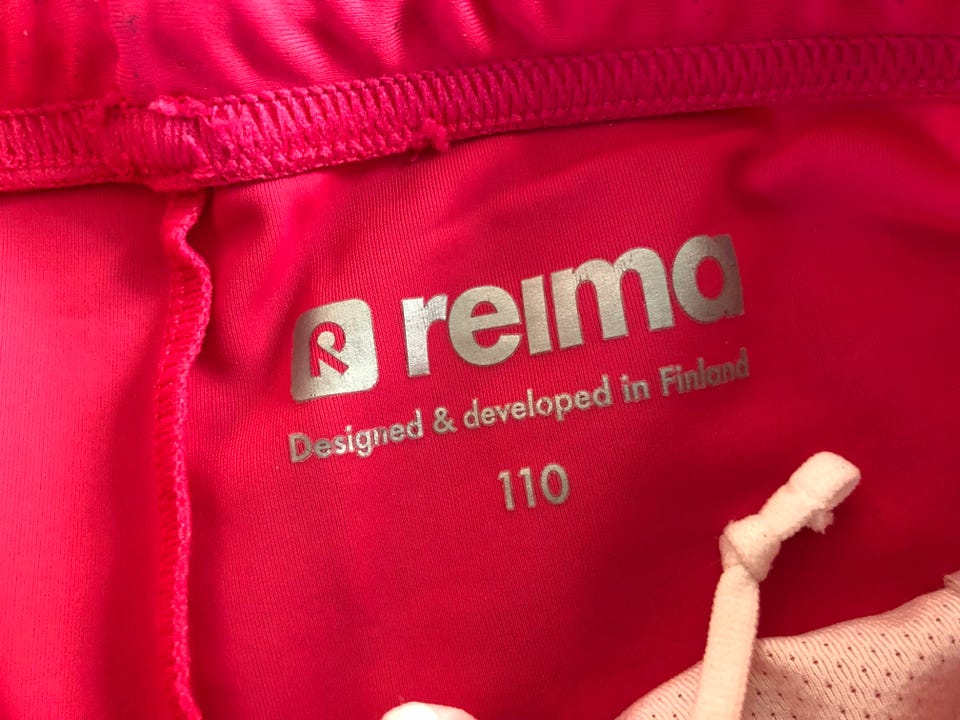 reima
Designed & developed in Finland
110